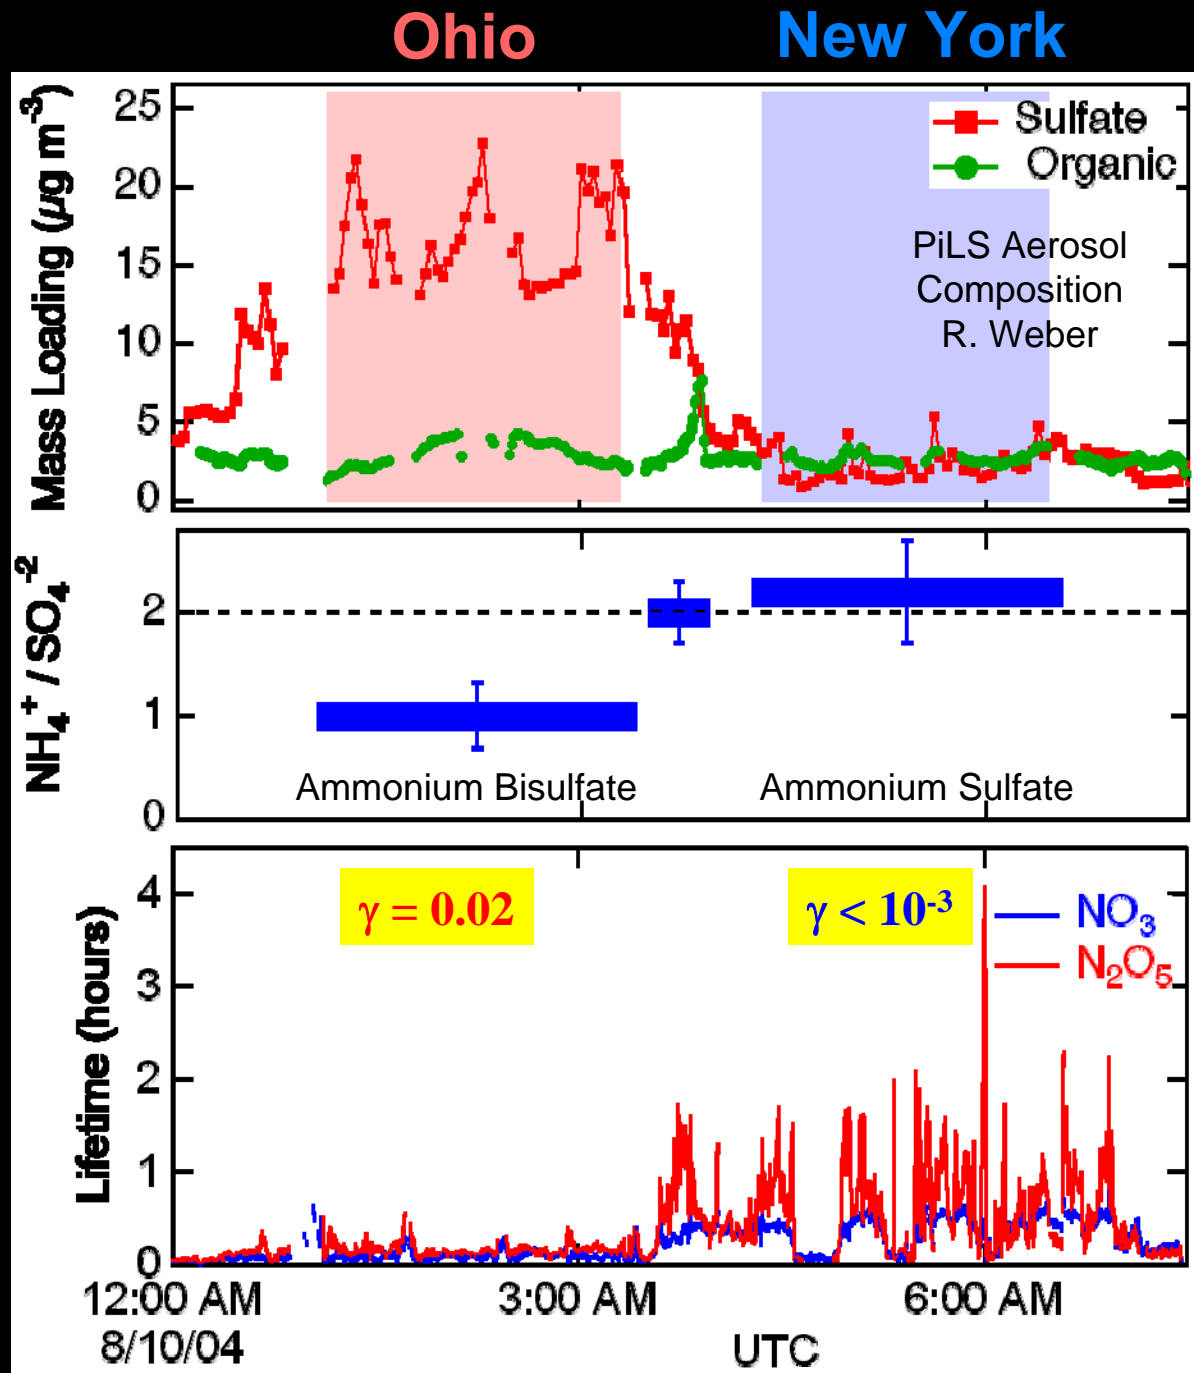 Ohio New York
Mass Loading (µg m⁻³)
25
20
15
10
5
0
Sulfate
Organic
PiLS Aerosol
Composition
R. Weber
NH₄⁺ / SO₄⁻²
2
1
0
Ammonium Bisulfate Ammonium Sulfate
Lifetime (hours)
4
3
2
1
0
γ = 0.02 γ < 10⁻³
NO₃
N₂O₅
12:00 AM 3:00 AM 6:00 AM
8/10/04 UTC